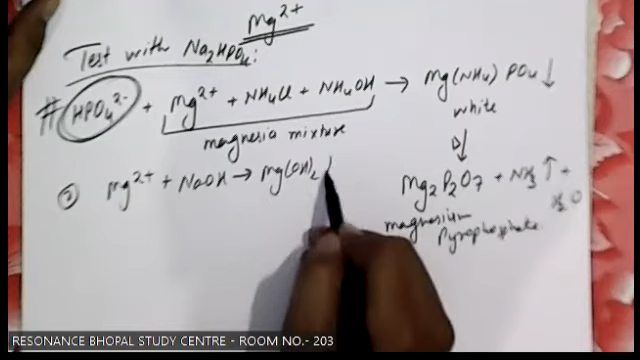 Mg²⁺
Test with Na₂HPO₄:
# HPO₄²⁻ + Mg²⁺ + NH₄Cl + NH₄OH → Mg(NH₄)PO₄↓
magnesia mixture
white
Δ↓
② Mg²⁺ + NaOH → Mg(OH)₂↓
Mg₂P₂O₇ + NH₃↑ + H₂O
magnesium
Pyrophosphate
RESONANCE BHOPAL STUDY CENTRE - ROOM NO.- 203